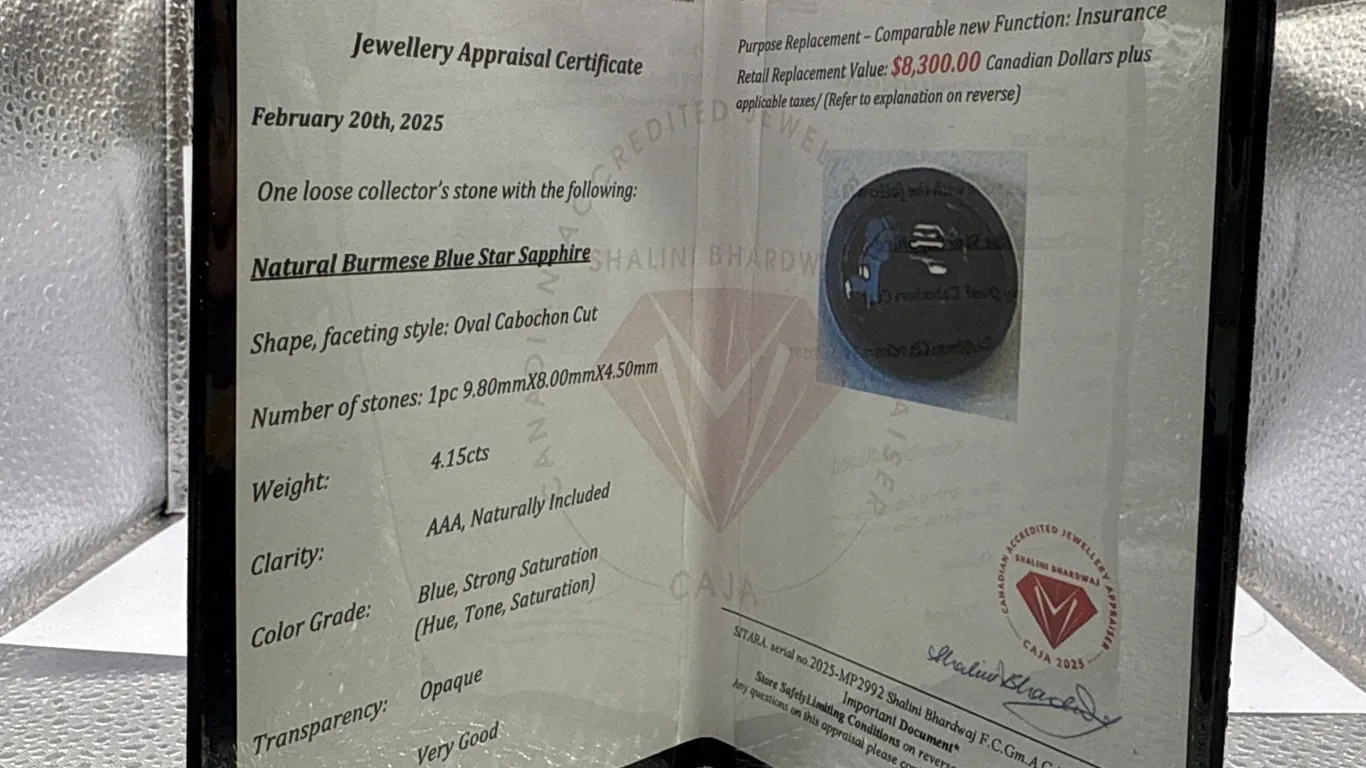 Jewellery Appraisal Certificate
February 20th, 2025
One loose collector's stone with the following:
Natural Burmese Blue Star Sapphire
Shape, faceting style: Oval Cabochon Cut
Number of stones: 1pc 9.80mmX8.00mmX4.50mm
Weight: 4.15cts
Clarity: AAA, Naturally Included
Color Grade: Blue, Strong Saturation
(Hue, Tone, Saturation)
Transparency: Opaque
Very Good
Purpose Replacement – Comparable new Function: Insurance
Retail Replacement Value: $8,300.00 Canadian Dollars plus
applicable taxes/ (Refer to explanation on reverse)
CANADIAN ACCREDITED JEWELLERY APPRAISER
SHALINI BHARDWAJ
CAJA 2025
Shalini Bhardwaj
SITARA. serial no.2025-MP2992 Shalini Bhardwaj F.C.Gm.A.
Important Document*
Store Safely Limiting Conditions on reverse
Any questions on this appraisal please
ACCREDITED JEWEL
SHALINI BHARDW
CAJA